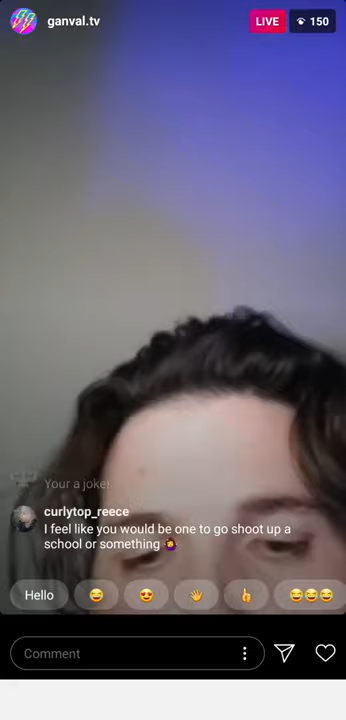 ganval.tv
LIVE
150
Your a joker
curlytop_reece
I feel like you would be one to go shoot up a
school or something 🤷‍♀️
Hello
😂
😍
👋
👆
😂😂😂
Comment